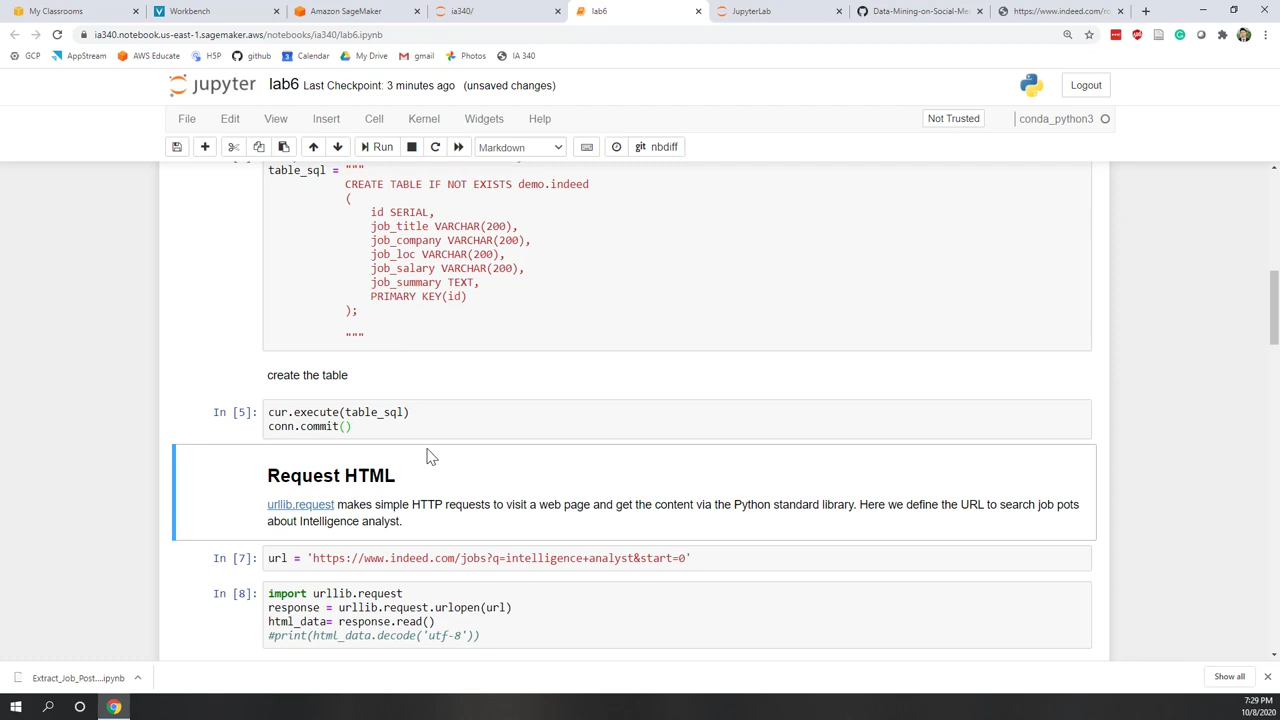 My Classrooms
Workbench
Amazon SageMaker
ia340/
lab6
JupyterLab
Data-Mining-on-Social-Me
https://www.indeed.com/ro
ia340.notebook.us-east-1.sagemaker.aws/notebooks/ia340/lab6.ipynb
GCP
AppStream
AWS Educate
H5P
github
Calendar
My Drive
gmail
Photos
IA 340
jupyter lab6 Last Checkpoint: 3 minutes ago (unsaved changes)
Logout
File Edit View Insert Cell Kernel Widgets Help
Not Trusted
conda_python3
Run
Markdown
nbdiff
git
table_sql = """
CREATE TABLE IF NOT EXISTS demo.indeed
(
id SERIAL,
job_title VARCHAR(200),
job_company VARCHAR(200),
job_loc VARCHAR(200),
job_salary VARCHAR(200),
job_summary TEXT,
PRIMARY KEY(id)
);
"""
create the table
In [5]: cur.execute(table_sql)
conn.commit()
Request HTML
urllib.request makes simple HTTP requests to visit a web page and get the content via the Python standard library. Here we define the URL to search job pots
about Intelligence analyst.
In [7]: url = 'https://www.indeed.com/jobs?q=intelligence+analyst&start=0'
In [8]: import urllib.request
response = urllib.request.urlopen(url)
html_data= response.read()
#print(html_data.decode('utf-8'))
Extract_Job_Post....ipynb
Show all
7:29 PM
10/8/2020